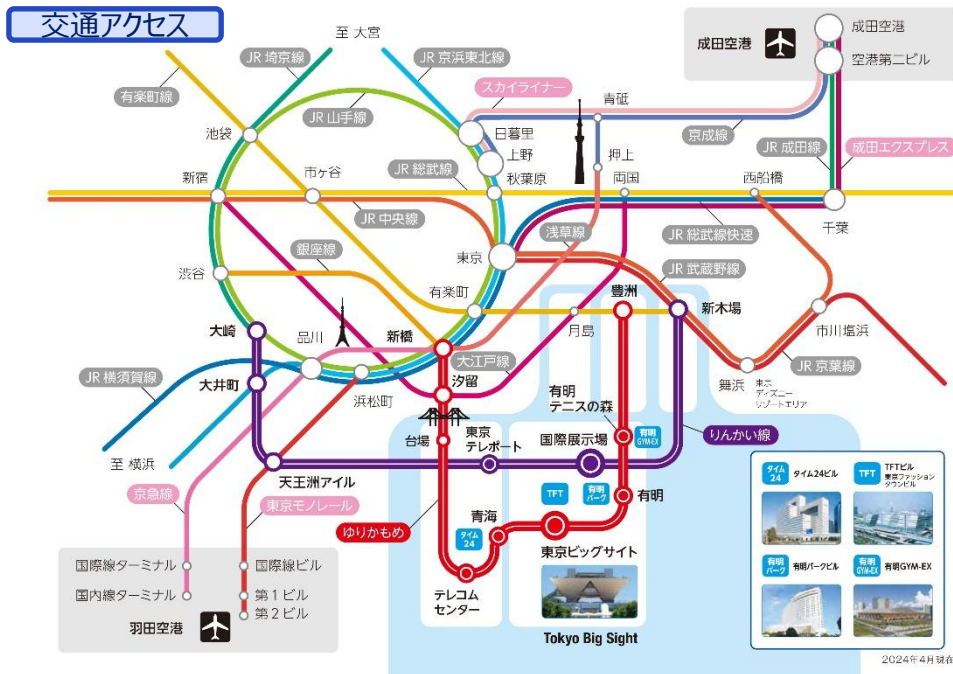 交通アクセス
至 大宮
成田空港
成田空港
空港第二ビル
JR 埼京線
JR 京浜東北線
有楽町線
スカイライナー
青砥
JR 山手線
池袋
日暮里
京成線
JR 成田線
成田エクスプレス
上野
押上
新宿
市ヶ谷
JR 総武線
秋葉原
両国
西船橋
千葉
JR 中央線
JR 総武線快速
銀座線
東京
浅草線
渋谷
JR 武蔵野線
有楽町
豊洲
新木場
月島
市川塩浜
大崎
品川
新橋
大江戸線
JR 京葉線
JR 横須賀線
大井町
汐留
浜松町
舞浜
東京
ディズニー
リゾートエリア
有明
テニスの森
有明
GYM-EX
台場
東京
テレポート
国際展示場
りんかい線
至 横浜
天王洲アイル
京急線
東京モノレール
TFT
有明
パーク
有明
ゆりかもめ
青海
タイム
24
東京ビッグサイト
テレコム
センター
Tokyo Big Sight
国際線ターミナル
国内線ターミナル
国際線ビル
第1ビル
第2ビル
羽田空港
タイム
24
タイム24ビル
TFT
TFTビル
東京ファッション
タウンビル
有明
パーク
有明パークビル
有明
GYM-EX
有明GYM-EX
2024年4月現在